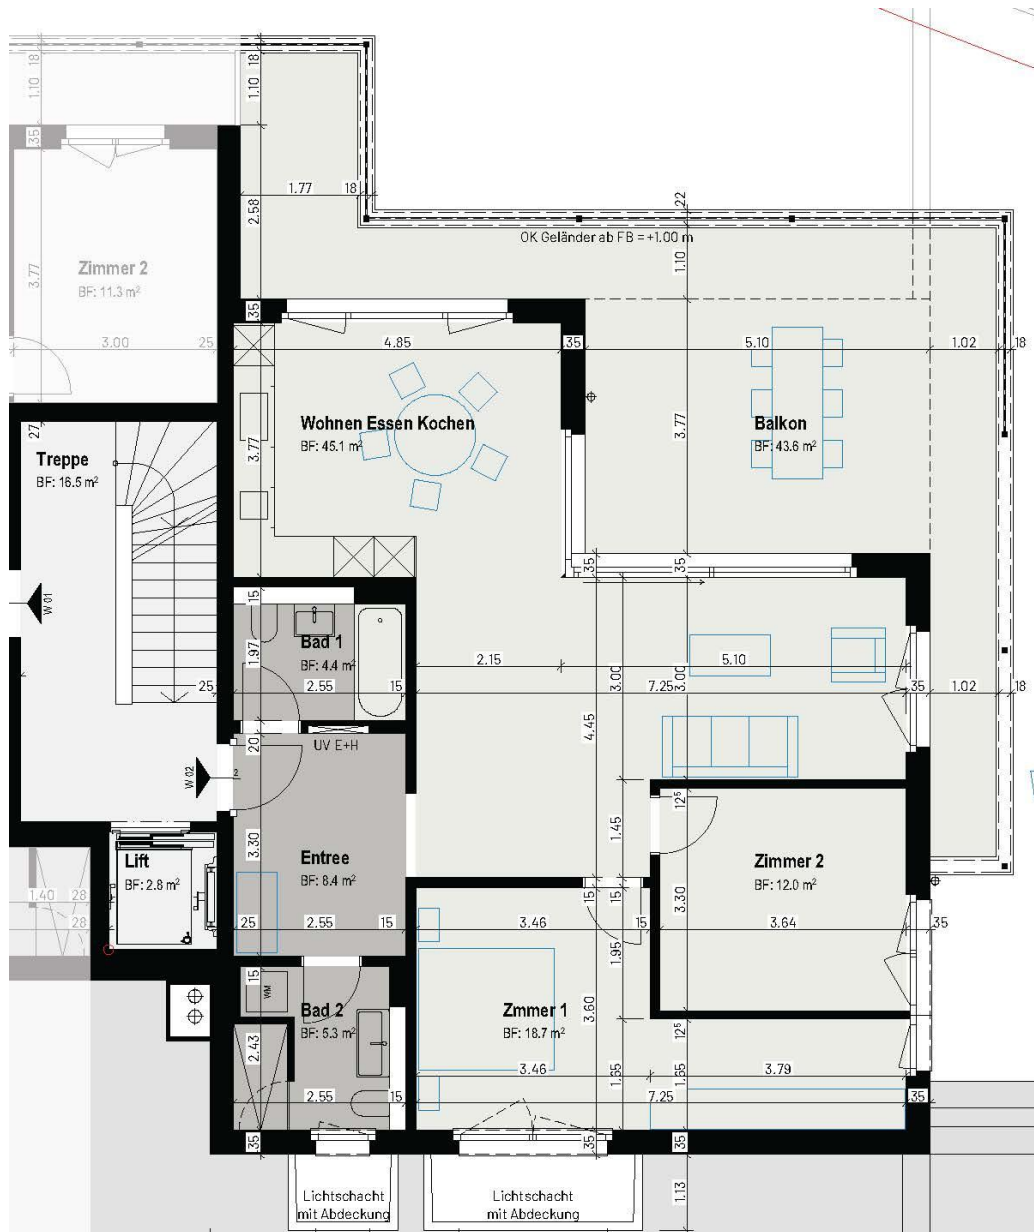 18
18
1.10
1.10
35
1.77
18
2.58
22
OK Geländer ab FB = +1.00 m
1.10
Zimmer 2
BF: 11.3 m²
3.77
35
3.00
25
4.85
35
5.10
1.02
18
Wohnen Essen Kochen
BF: 45.1 m²
Balkon
BF: 43.6 m²
3.77
3.77
27
Treppe
BF: 16.5 m²
35
35
W 01
15
Bad 1
BF: 4.4 m²
1.97
2.15
5.10
3.00
3.00
25
2.55
15
7.25
35
1.02
18
4.45
20
UV E+H
W 02
2
12⁵
1.45
3.30
Entree
BF: 8.4 m²
Zimmer 2
BF: 12.0 m²
Lift
BF: 2.8 m²
1.40
28
28
15
15
3.30
25
2.55
15
3.46
15
3.64
35
1.95
15
WM
Bad 2
BF: 5.3 m²
Zmmer 1
BF: 18.7 m²
3.60
12⁵
2.43
3.46
1.65
1.65
3.79
2.55
15
7.25
35
35
35
35
Lichtschacht
mit Abdeckung
Lichtschacht
mit Abdeckung
1.13